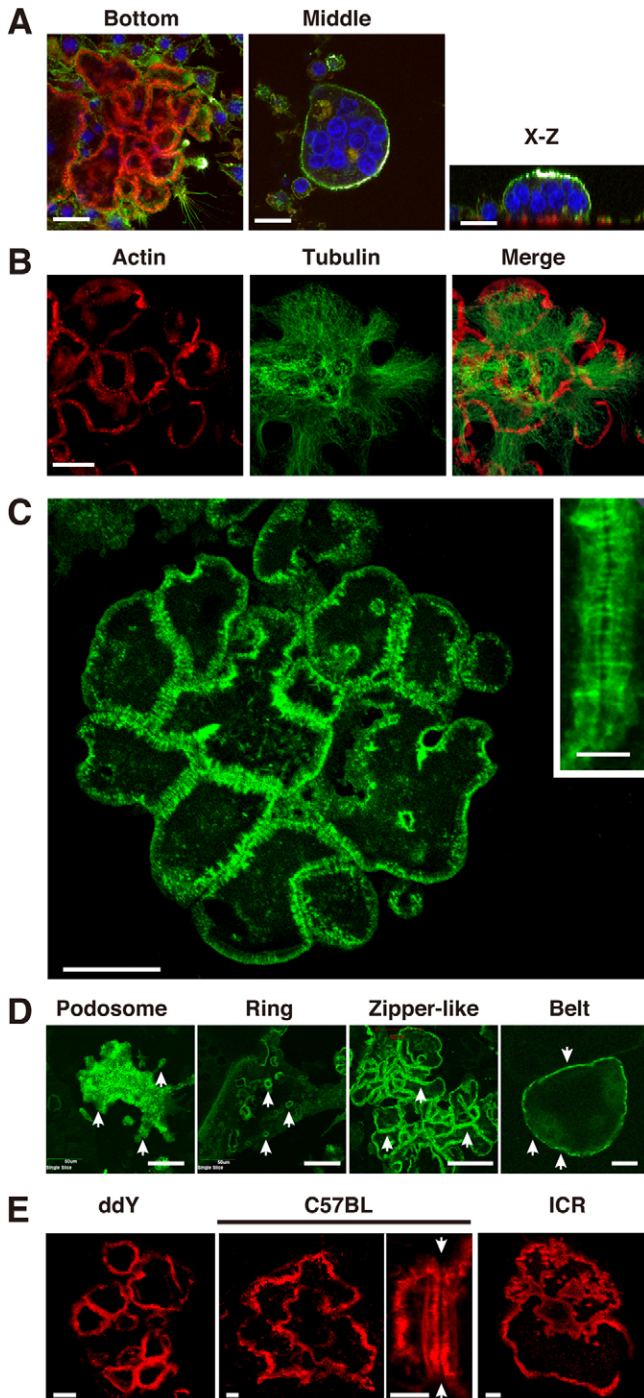 A
Bottom Middle
X-Z
B
Actin Tubulin Merge
C
D
Podosome Ring Zipper-like Belt
50um 50um
Single Slice Single Slice
E
ddY C57BL ICR